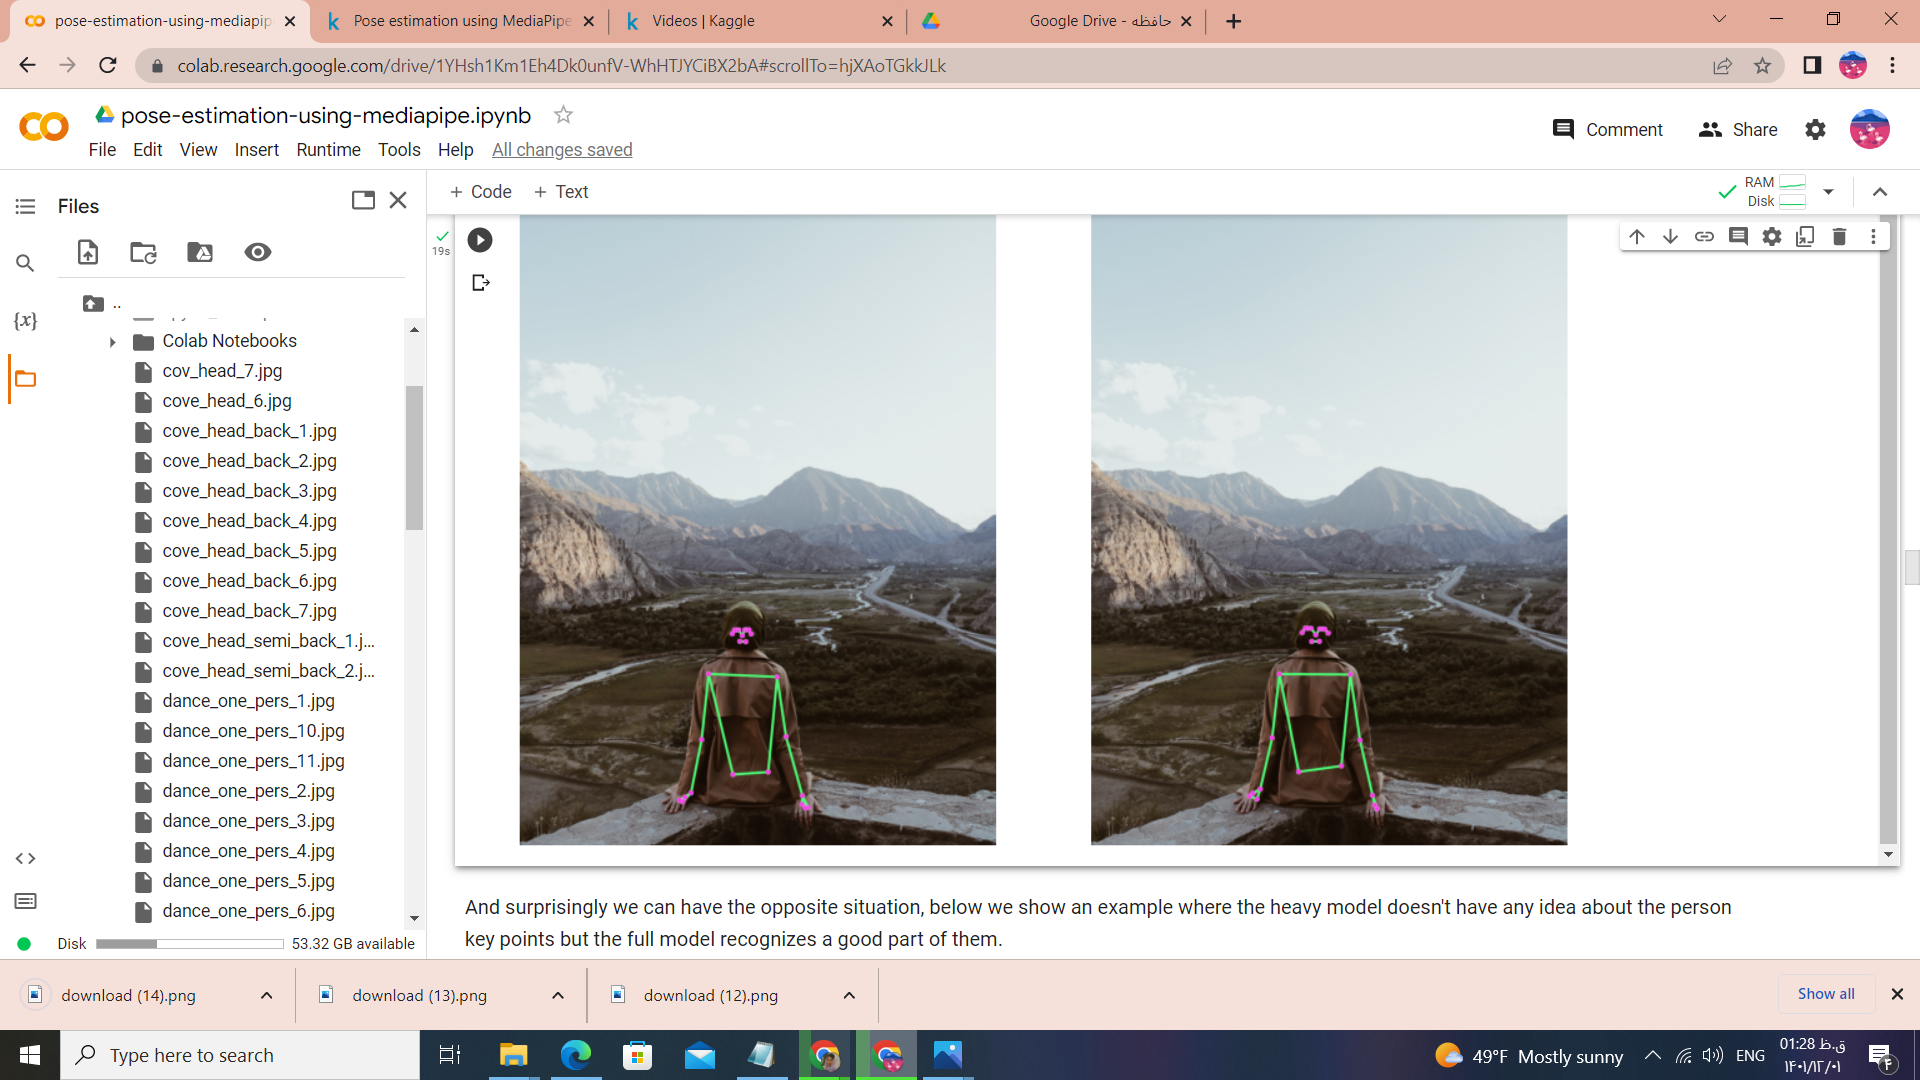 pose-estimation-using-mediapip
Pose estimation using MediaPipe
Videos | Kaggle
Google Drive - حافظه
colab.research.google.com/drive/1YHsh1Km1Eh4Dk0unfV-WhHTJYCiBX2bA#scrollTo=hjXAoTGkkJLk
pose-estimation-using-mediapipe.ipynb
Comment
Share
File Edit View Insert Runtime Tools Help All changes saved
Files
+ Code + Text
RAM
Disk
19s
{x}
..
Colab Notebooks
cov_head_7.jpg
cove_head_6.jpg
cove_head_back_1.jpg
cove_head_back_2.jpg
cove_head_back_3.jpg
cove_head_back_4.jpg
cove_head_back_5.jpg
cove_head_back_6.jpg
cove_head_back_7.jpg
cove_head_semi_back_1.j...
cove_head_semi_back_2.j...
dance_one_pers_1.jpg
dance_one_pers_10.jpg
dance_one_pers_11.jpg
dance_one_pers_2.jpg
dance_one_pers_3.jpg
dance_one_pers_4.jpg
dance_one_pers_5.jpg
dance_one_pers_6.jpg
Disk 53.32 GB available
And surprisingly we can have the opposite situation, below we show an example where the heavy model doesn't have any idea about the person
key points but the full model recognizes a good part of them.
download (14).png
download (13).png
download (12).png
Show all
Type here to search
49°F Mostly sunny
ENG
01:28 ق.ظ
۱۴۰۱/۱۲/۰۱
۴